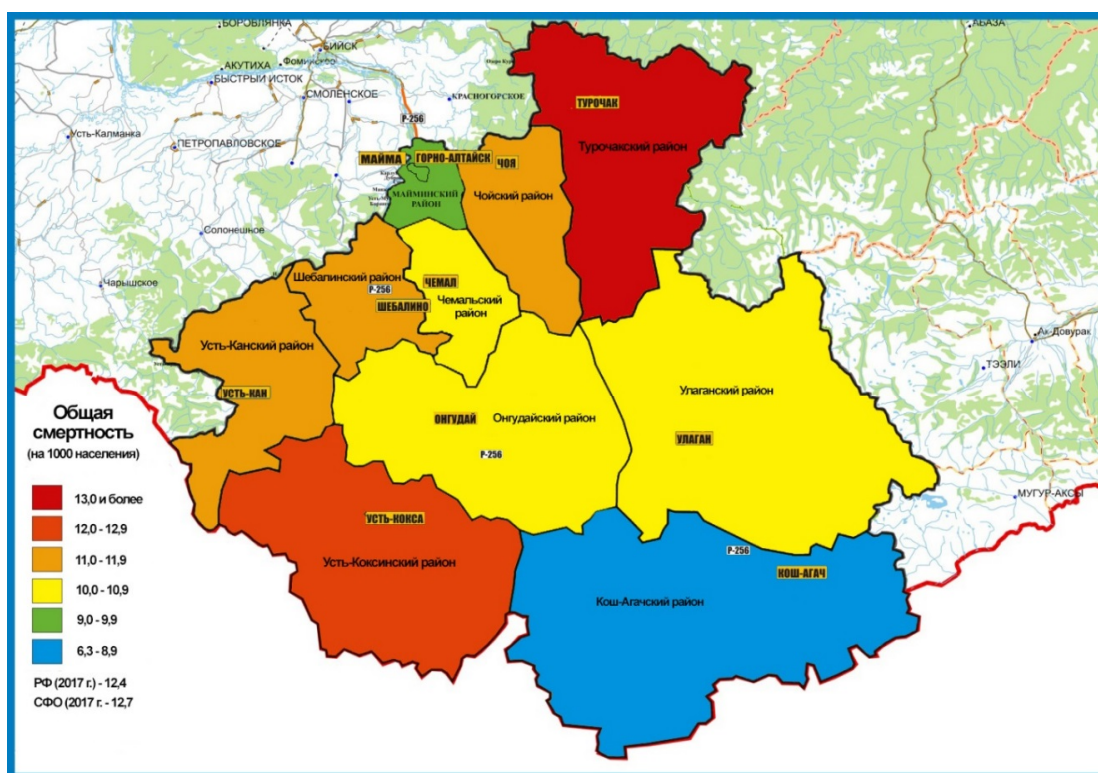 БОРОВЛЯНКА
АБАЗА
БИЙСК
АКУТИХА
Фоминское
БЫСТРЫЙ ИСТОК
СМОЛЕНСКОЕ
КРАСНОГОРСКОЕ
ТУРОЧАК
Р-256
Усть-Калманка
ПЕТРОПАВЛОВСКОЕ
Турочакский район
МАЙМА
ГОРНО-АЛТАЙСК
ЧОЯ
МАЙМИНСКИЙ
РАЙОН
Чойский район
Солонешное
Чарышское
Шебалинский район
Р-256
ЧЕМАЛ
ШЕБАЛИНО
Чемальский
район
Ак-Довурак
ТЭЭЛИ
Усть-Канский район
УСТЬ-КАН
Улаганский район
ОНГУДАЙ
Онгудайский район
УЛАГАН
Р-256
МУГУР-АКСЫ
УСТЬ-КОКСА
Усть-Коксинский район
Р-256
КОШ-АГАЧ
Кош-Агачский район
Общая
смертность
(на 1000 населения)
13,0 и более
12,0 - 12,9
11,0 - 11,9
10,0 - 10,9
9,0 - 9,9
6,3 - 8,9
РФ (2017 г.) - 12,4
СФО (2017 г. - 12,7